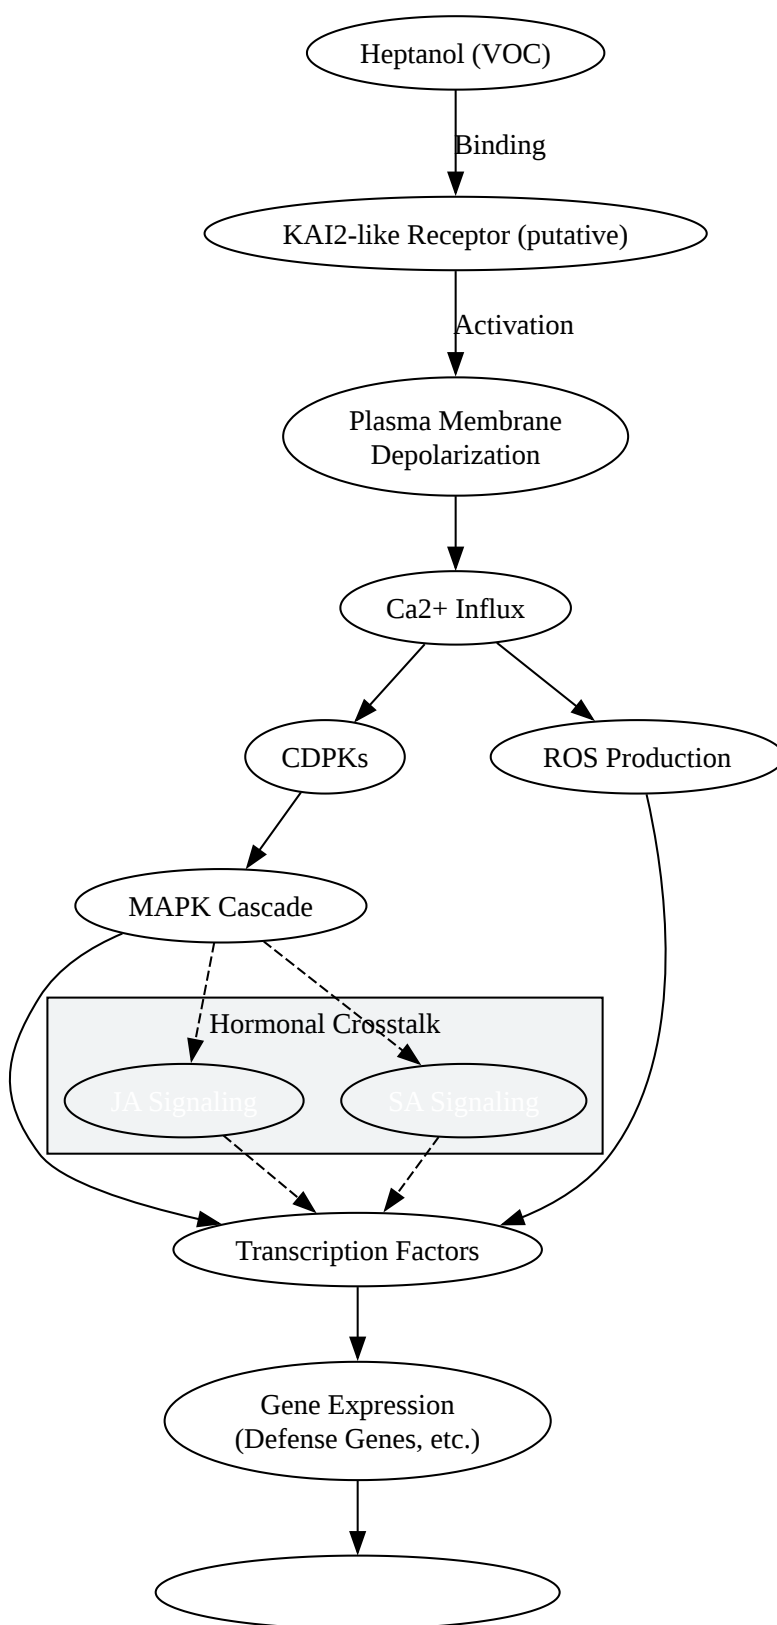 Heptanol (VOC)
Binding
KAI2-like Receptor (putative)
Activation
Plasma Membrane
Depolarization
Ca2+ Influx
CDPKs
ROS Production
MAPK Cascade
Hormonal Crosstalk
JA Signaling
SA Signaling
Transcription Factors
Gene Expression
(Defense Genes, etc.)